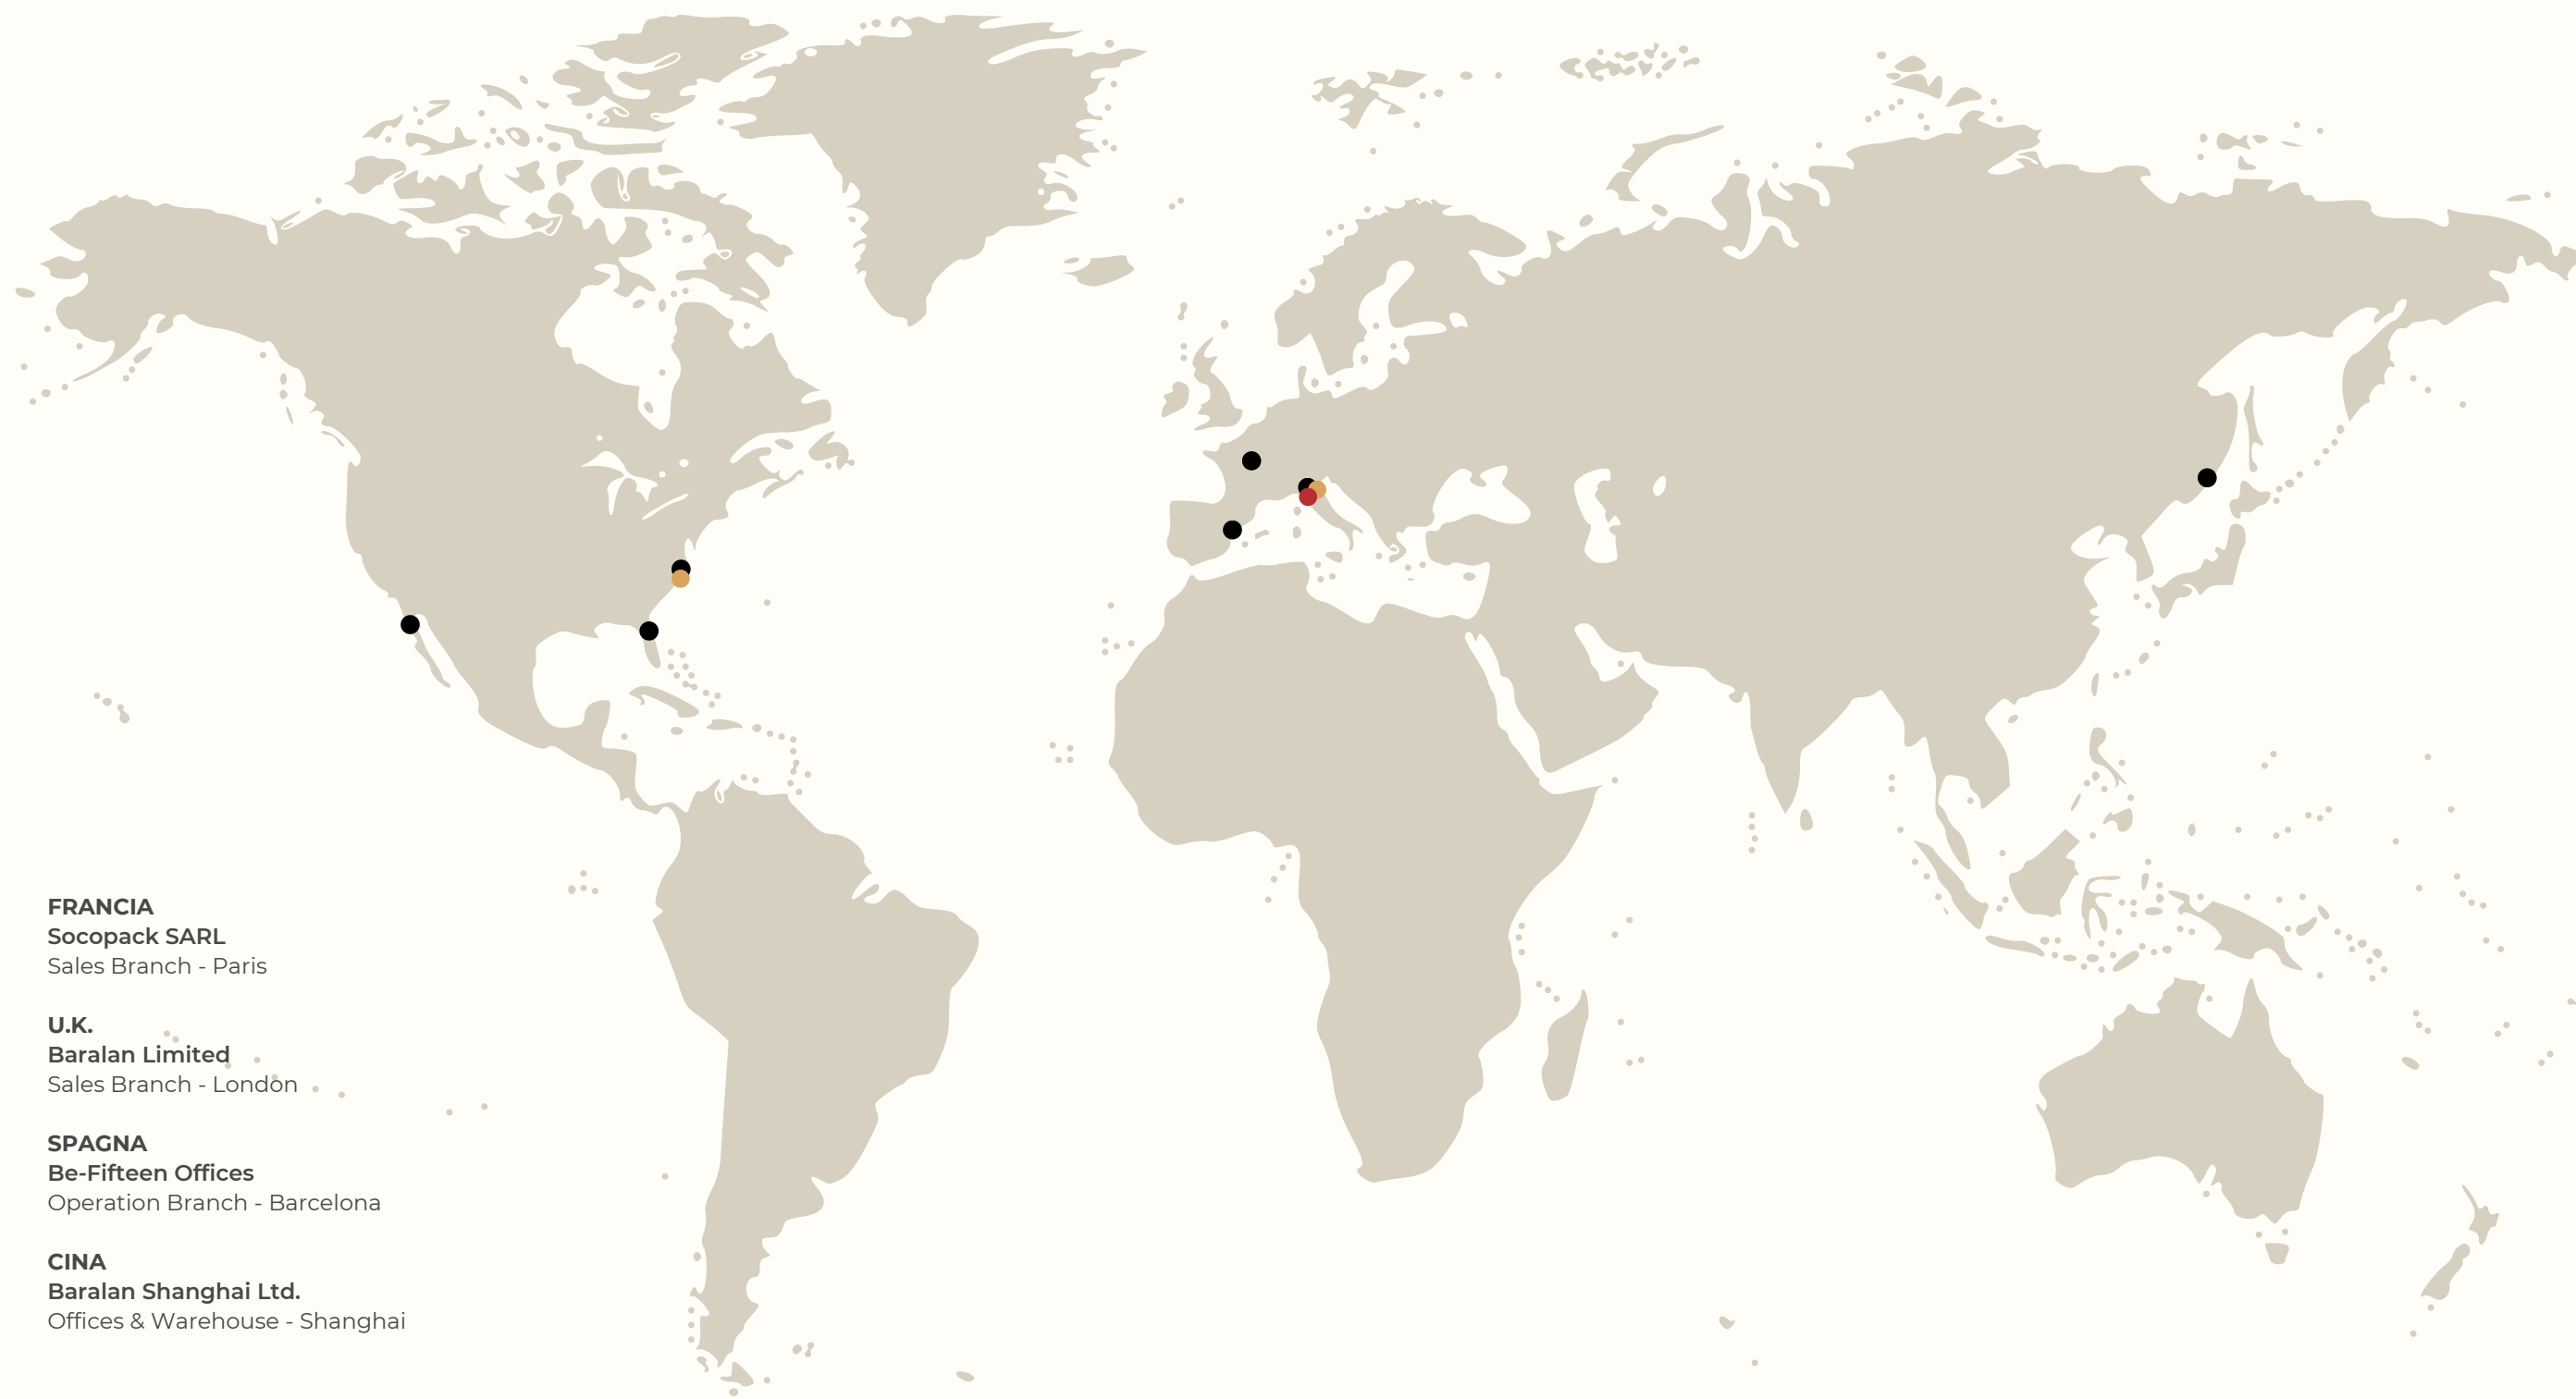 FRANCIA
Socopack SARL
Sales Branch - Paris
U.K.
Baralan Limited
Sales Branch - London
SPAGNA
Be-Fifteen Offices
Operation Branch - Barcelona
CINA
Baralan Shanghai Ltd.
Offices & Warehouse - Shanghai